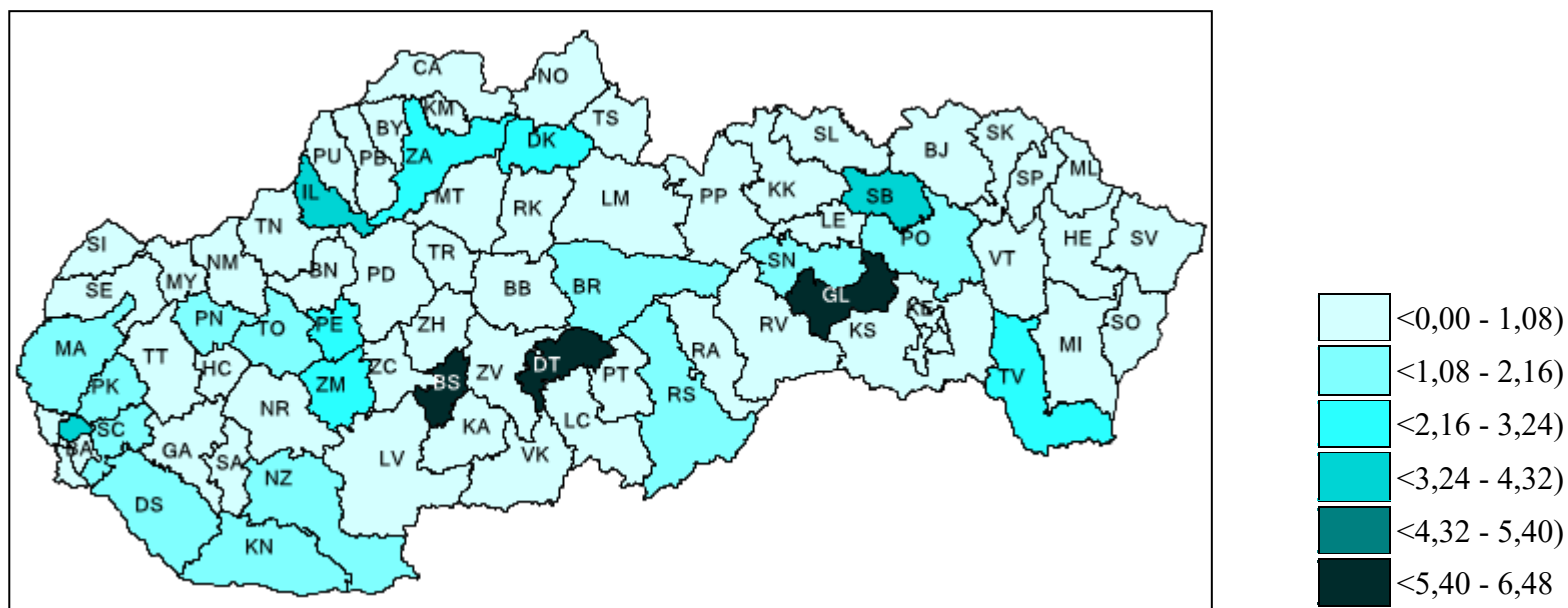 CA
NO
KM
TS
BY
DK
SL
SK
PU
PB
ZA
BJ
ML
SP
IL
MT
RK
LM
PP
KK
SB
TN
LE
PO
HE
SV
SI
NM
BN
PD
TR
SN
VT
MY
SE
BB
BR
GL
PN
TO
PE
ZH
RV
KS
KE
SO
MA
TT
HC
ZC
BS
ZV
DT
RA
MI
PK
ZM
PT
RS
TV
SC
NR
KA
LC
BA
GA
SA
LV
VK
NZ
DS
KN
<0,00 - 1,08)
<1,08 - 2,16)
<2,16 - 3,24)
<3,24 - 4,32)
<4,32 - 5,40)
<5,40 - 6,48